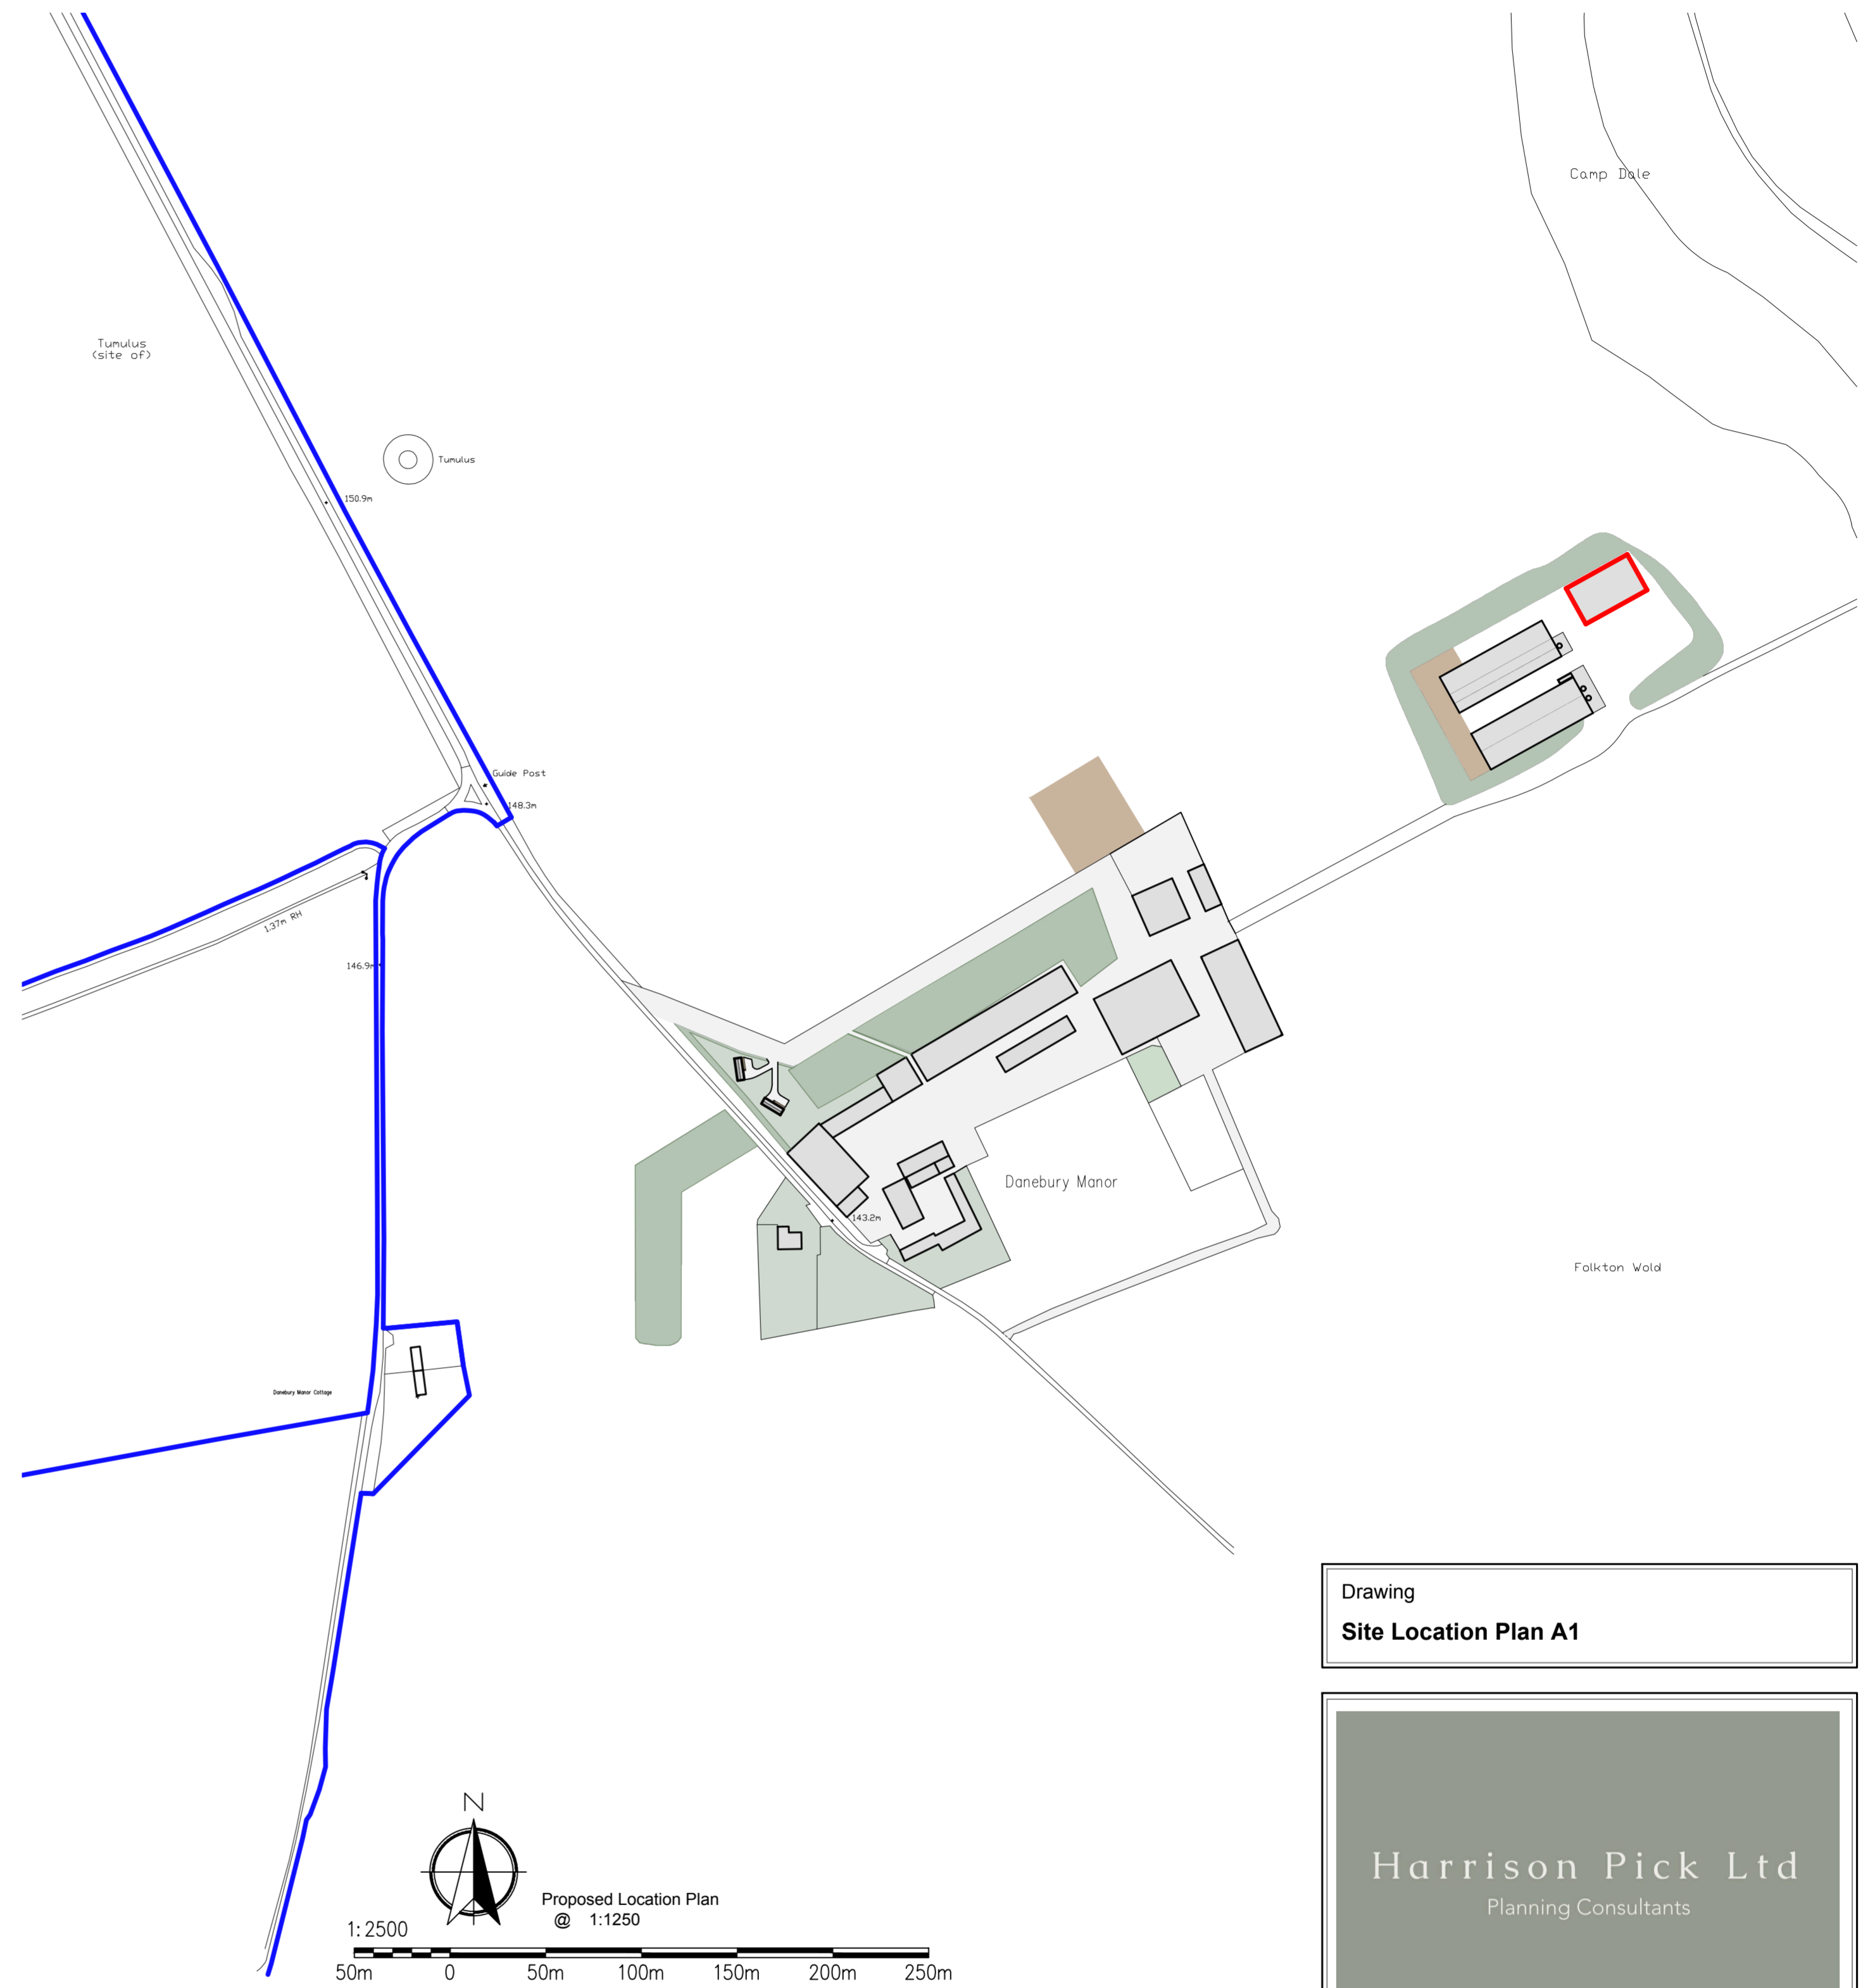 Camp Dale
Tumulus
(site of)
Tumulus
150.9m
Guide Post
148.3m
1.37m RH
146.9m
Danebury Manor
143.2m
Folkton Wold
Danebury Manor Cottage
Drawing
Site Location Plan A1
Harrison Pick Ltd
Planning Consultants
N
Proposed Location Plan
@ 1:1250
1:2500
50m 0 50m 100m 150m 200m 250m